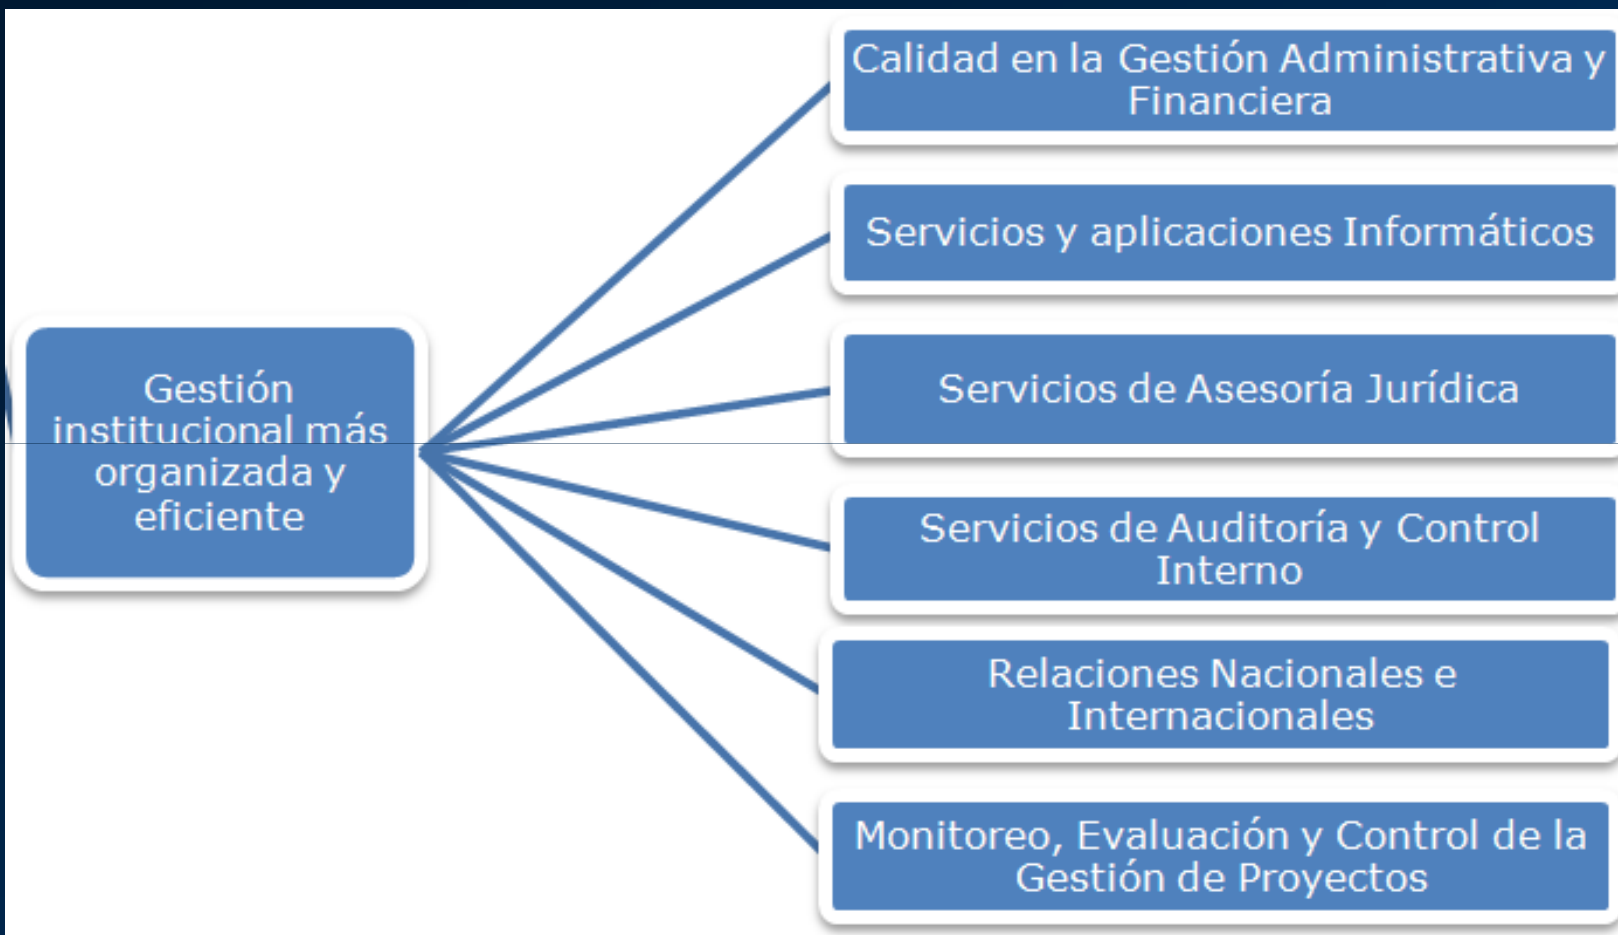 Calidad en la Gestión Administrativa y
Financiera
Servicios y aplicaciones Informáticos
Gestión
institucional más
organizada y
eficiente
Servicios de Asesoría Jurídica
Servicios de Auditoría y Control
Interno
Relaciones Nacionales e
Internacionales
Monitoreo, Evaluación y Control de la
Gestión de Proyectos